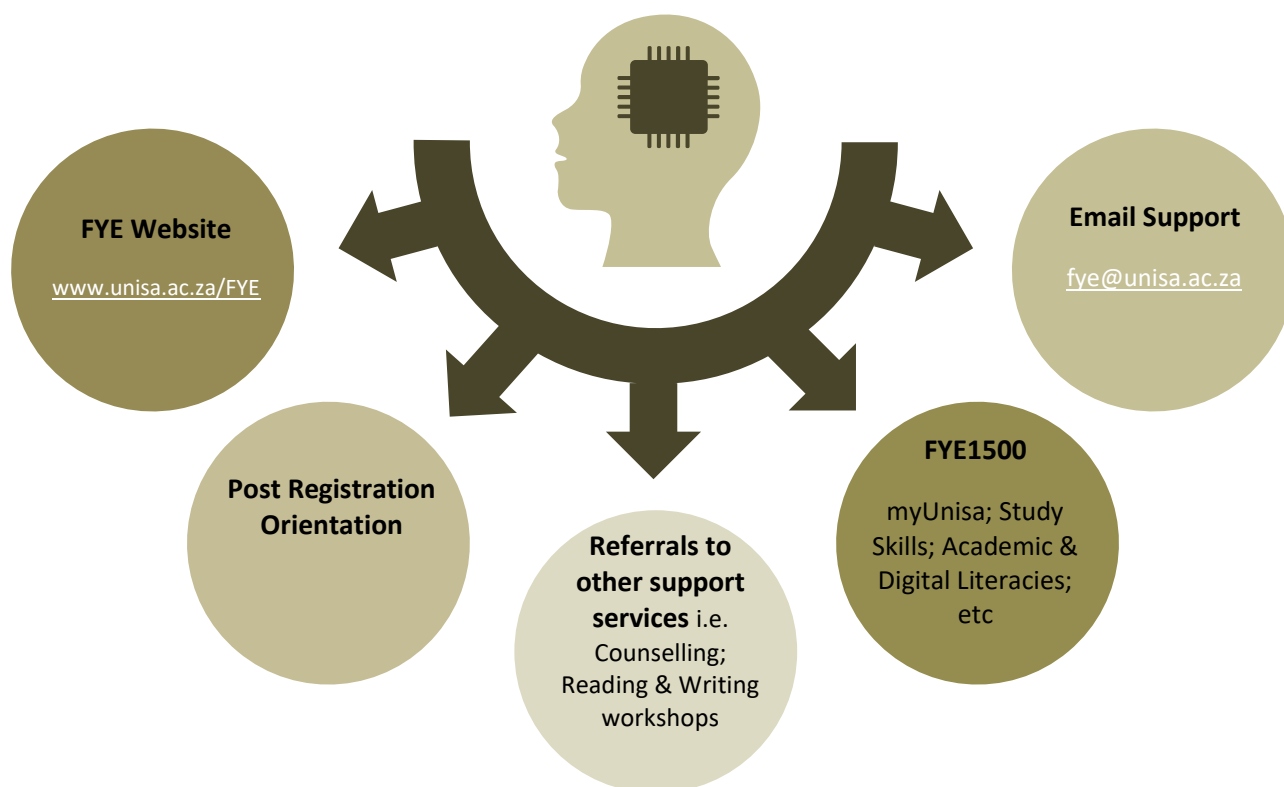 FYE Website
www.unisa.ac.za/FYE
Post Registration
Orientation
Referrals to
other support
services i.e.
Counselling;
Reading & Writing
workshops
FYE1500
myUnisa; Study
Skills; Academic &
Digital Literacies;
etc
Email Support
fye@unisa.ac.za